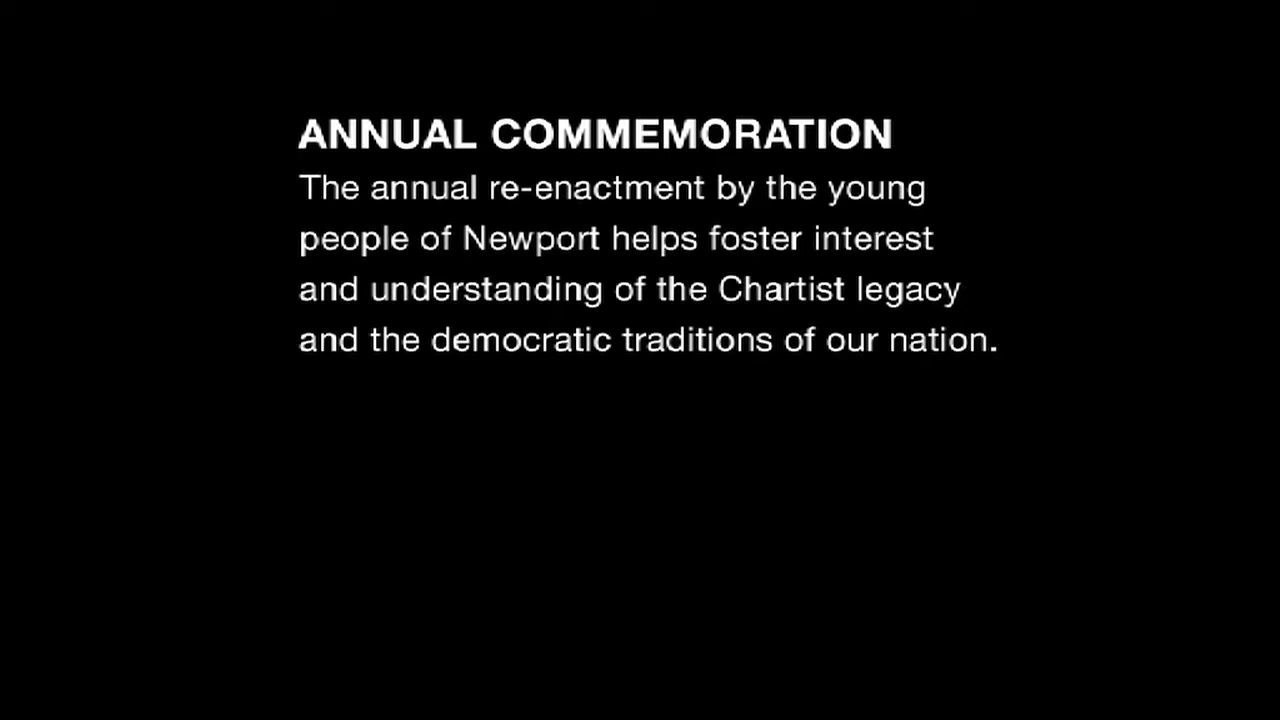 ANNUAL COMMEMORATION
The annual re-enactment by the young
people of Newport helps foster interest
and understanding of the Chartist legacy
and the democratic traditions of our nation.